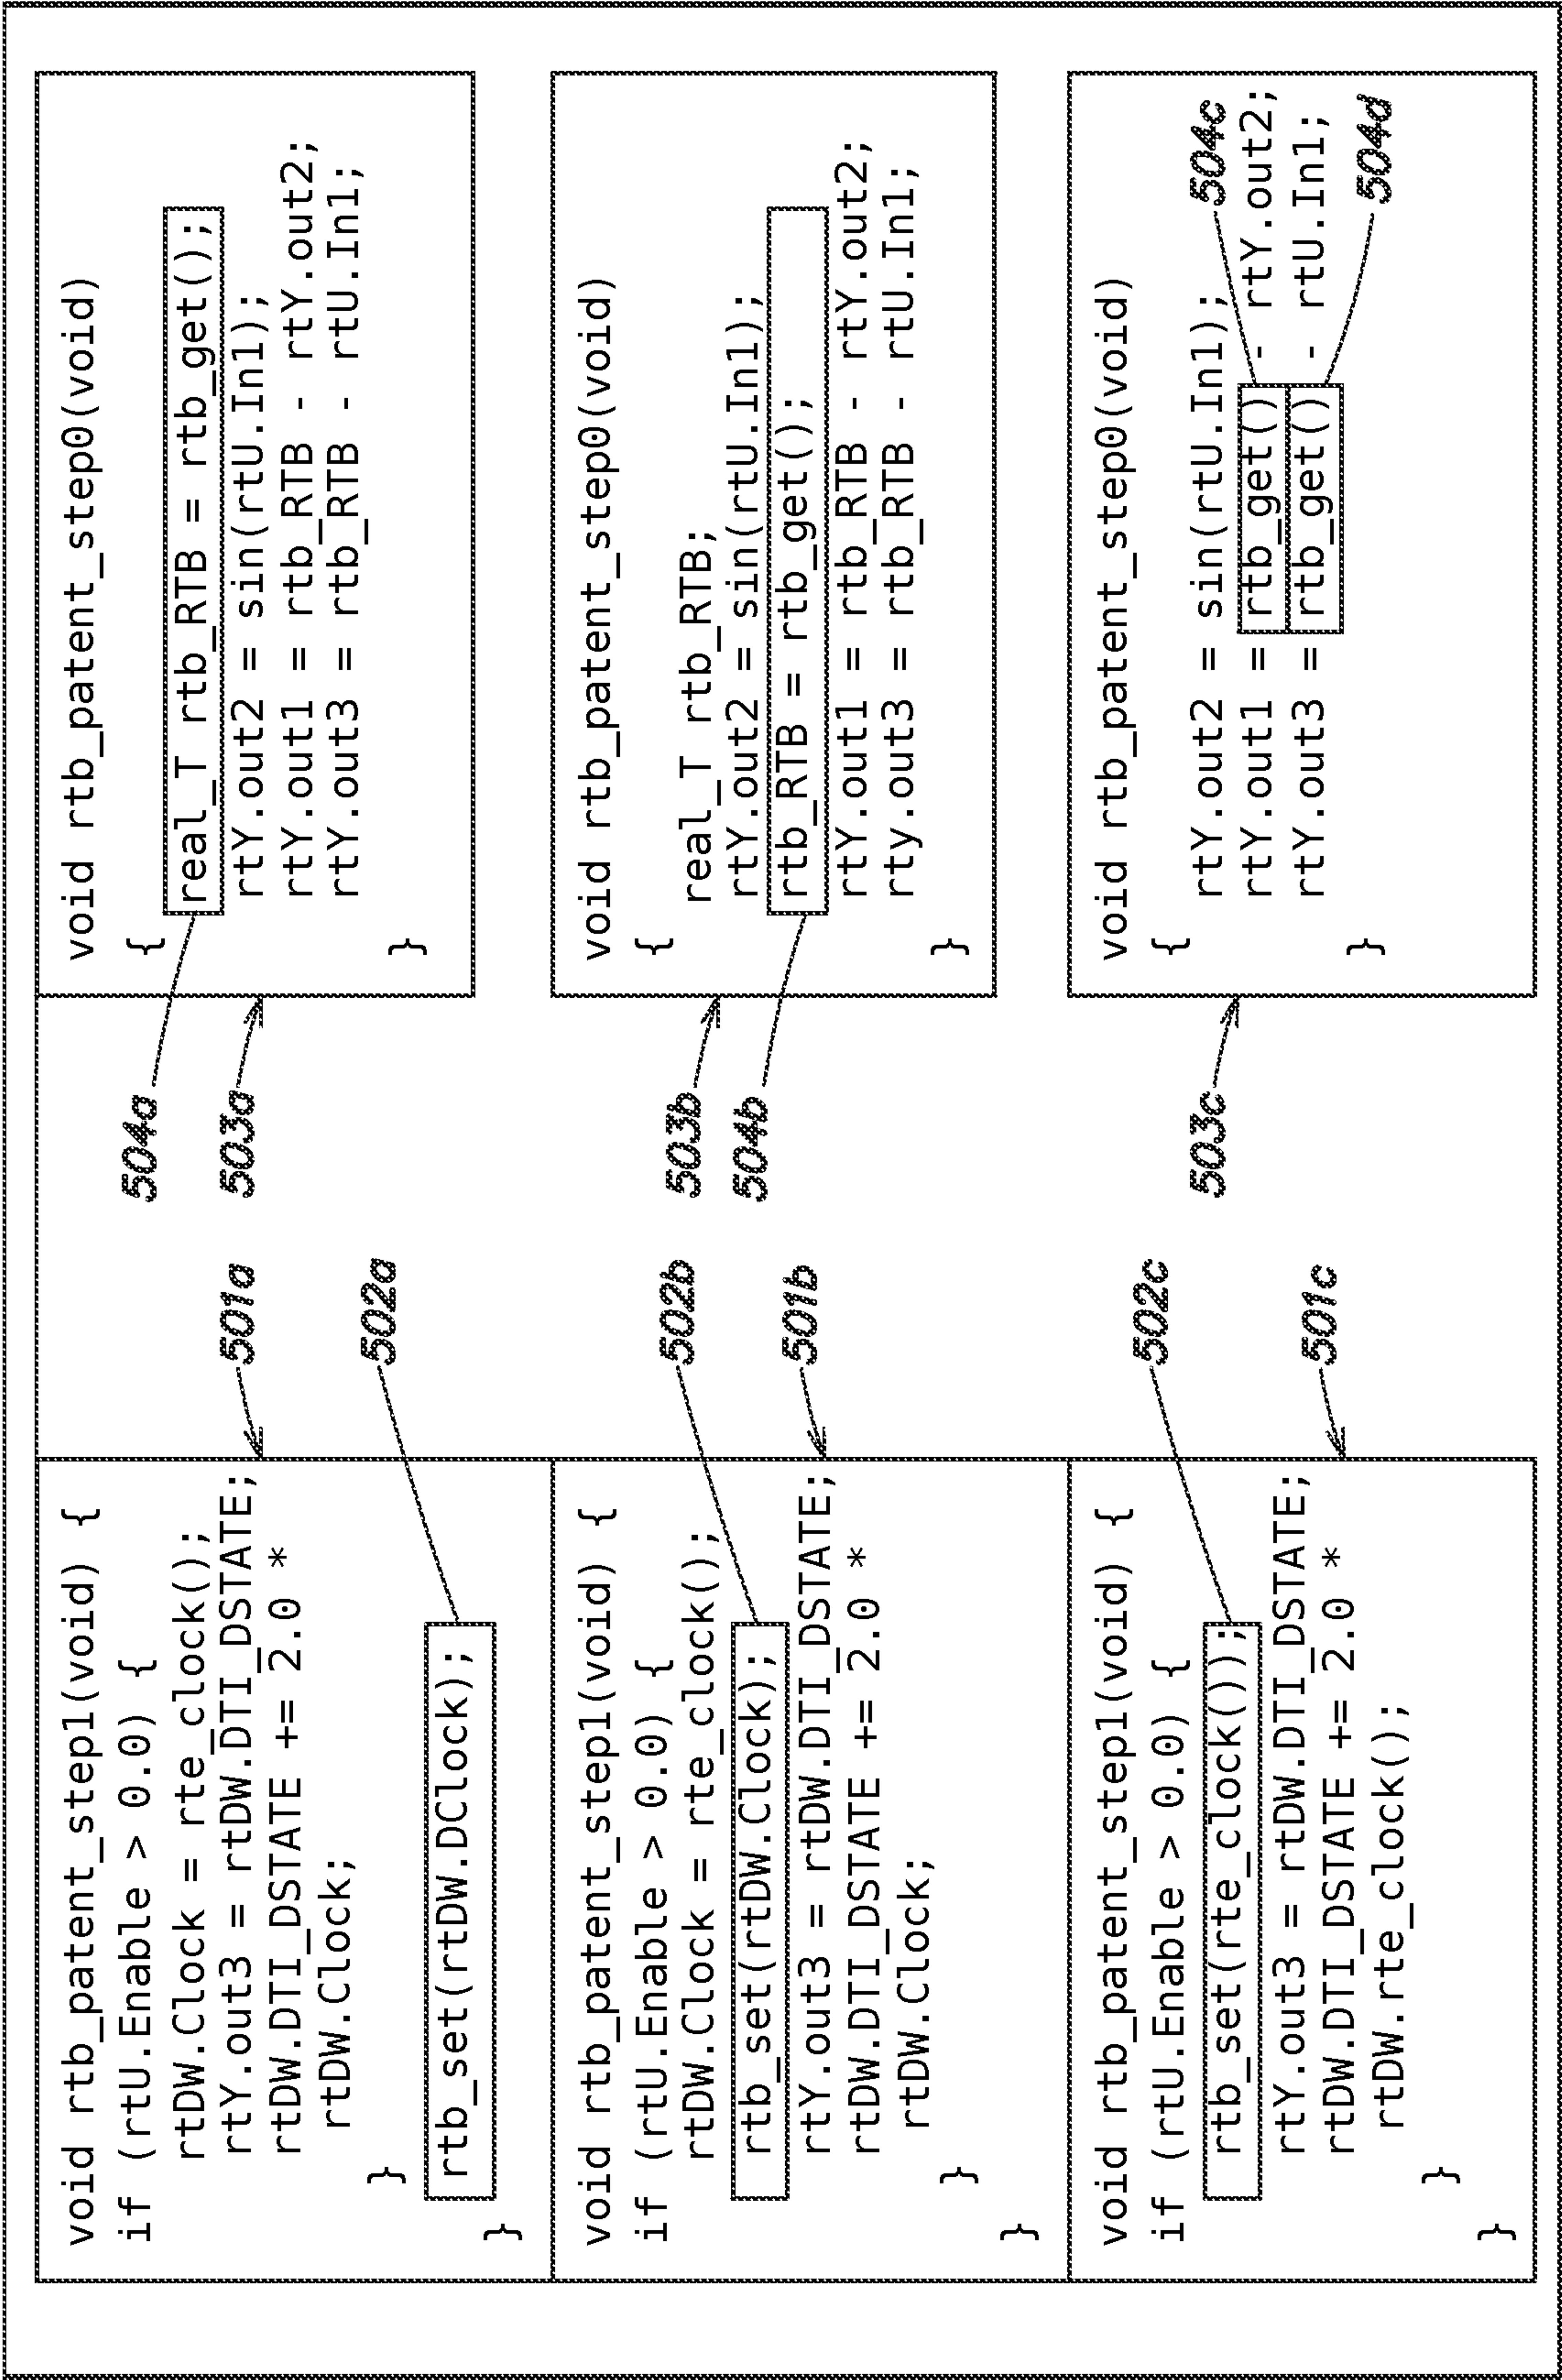 void rtb_patent_step1(void) {
if (rtU.Enable > 0.0) {
rtDW.Clock = rte_clock();
rtY.out3 = rtDW.DTI_DSTATE;
rtDW.DTI_DSTATE += 2.0 *
rtDW.Clock;
}
rtb_set(rtDW.DClock);
}
501a
502a
504a
503a
void rtb_patent_step0(void)
{
real_T rtb_RTB = rtb_get();
rtY.out2 = sin(rtU.In1);
rtY.out1 = rtb_RTB - rtY.out2;
rtY.out3 = rtb_RTB - rtU.In1;
}
void rtb_patent_step1(void) {
if (rtU.Enable > 0.0) {
rtDW.Clock = rte_clock();
rtb_set(rtDW.Clock);
rtY.out3 = rtDW.DTI_DSTATE;
rtDW.DTI_DSTATE += 2.0 *
rtDW.Clock;
}
}
502b
501b
503b
504b
void rtb_patent_step0(void)
{
real_T rtb_RTB;
rtY.out2 = sin(rtU.In1);
rtb_RTB = rtb_get();
rtY.out1 = rtb_RTB - rtY.out2;
rty.out3 = rtb_RTB - rtU.In1;
}
void rtb_patent_step1(void) {
if (rtU.Enable > 0.0) {
rtb_set(rte_clock());
rtY.out3 = rtDW.DTI_DSTATE;
rtDW.DTI_DSTATE += 2.0 *
rtDW.rte_clock();
}
}
502c
501c
503c
void rtb_patent_step0(void)
{
rtY.out2 = sin(rtU.In1);
rtY.out1 = rtb_get() - rtY.out2;
rtY.out3 = rtb_get() - rtU.In1;
}
504c
504d